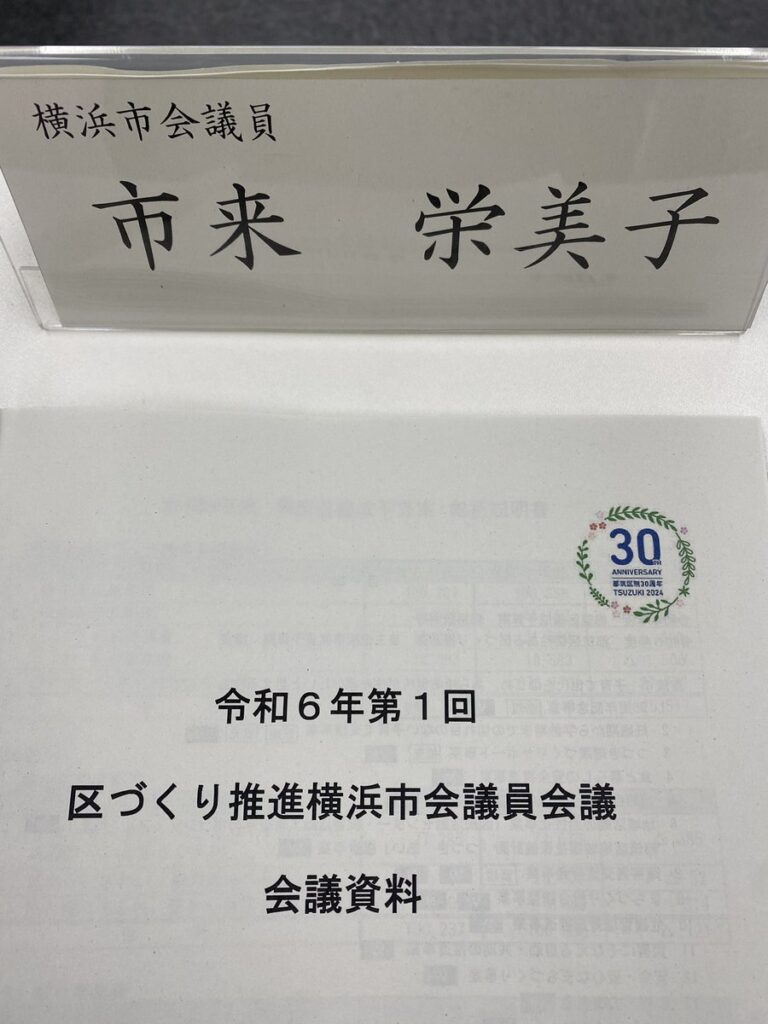 横浜市会議員
市来 栄美子
30TH
ANNIVERSARY
都筑区制30周年
TSUZUKI 2024
令和6年第1回
区づくり推進横浜市会議員会議
会議資料